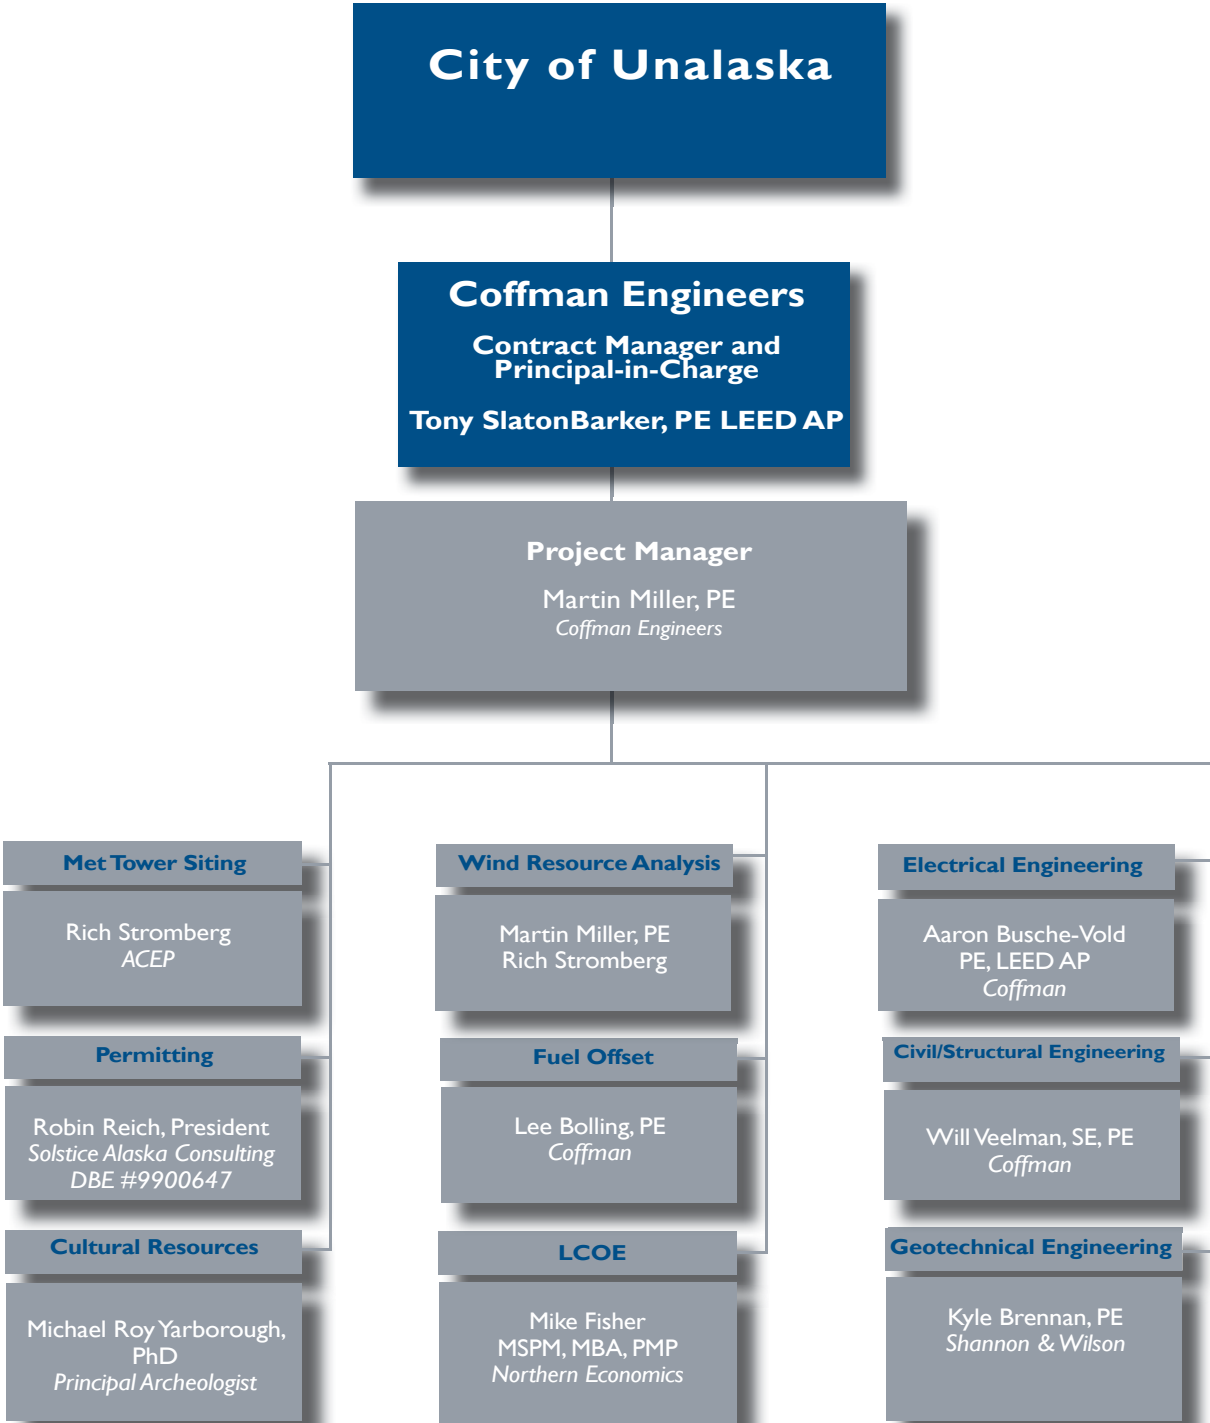 City of Unalaska
Coffman Engineers
Contract Manager and
Principal-in-Charge
Tony SlatonBarker, PE LEED AP
Project Manager
Martin Miller, PE
Coffman Engineers
Met Tower Siting
Rich Stromberg
ACEP
Permitting
Robin Reich, President
Solstice Alaska Consulting
DBE #9900647
Cultural Resources
Michael Roy Yarborough,
PhD
Principal Archeologist
Wind Resource Analysis
Martin Miller, PE
Rich Stromberg
Fuel Offset
Lee Bolling, PE
Coffman
LCOE
Mike Fisher
MSPM, MBA, PMP
Northern Economics
Electrical Engineering
Aaron Busche-Vold
PE, LEED AP
Coffman
Civil/Structural Engineering
Will Veelman, SE, PE
Coffman
Geotechnical Engineering
Kyle Brennan, PE
Shannon & Wilson